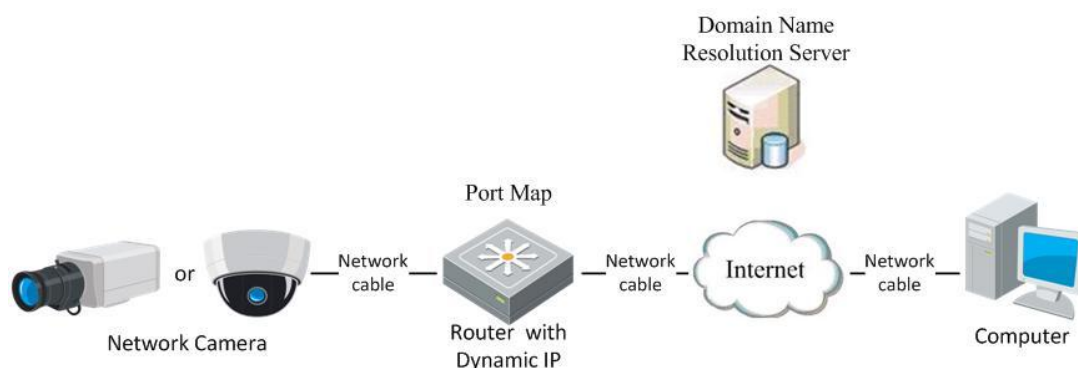 Domain Name
Resolution Server
Port Map
or
Network
cable
Network
cable
Internet
Network
cable
Network Camera
Router with
Dynamic IP
Computer